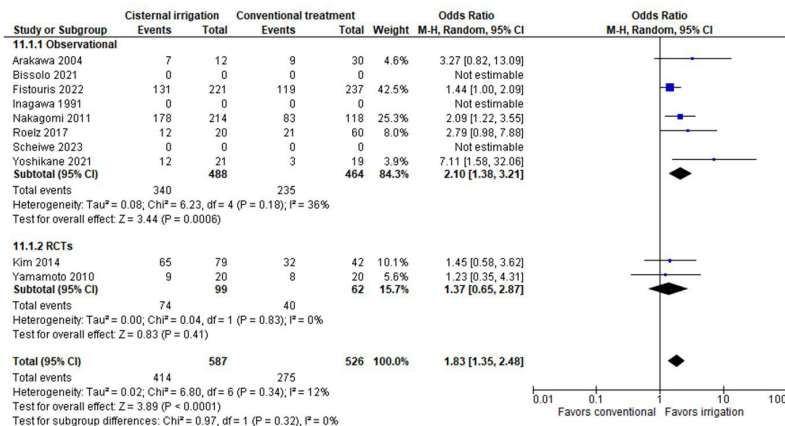 Cisternal irrigation Conventional treatment Odds Ratio Odds Ratio
Study or Subgroup Events Total Events Total Weight M-H, Random, 95% CI M-H, Random, 95% CI
11.1.1 Observational
Arakawa 2004 7 12 9 30 4.6% 3.27 [0.82, 13.09]
Bissolo 2021 0 0 0 0 Not estimable
Fistouris 2022 131 221 119 237 42.5% 1.44 [1.00, 2.09]
Inagawa 1991 0 0 0 0 Not estimable
Nakagomi 2011 178 214 83 118 25.3% 2.09 [1.22, 3.55]
Roelz 2017 12 20 21 60 8.0% 2.79 [0.98, 7.88]
Scheiwe 2023 0 0 0 0 Not estimable
Yoshikane 2021 12 21 3 19 3.9% 7.11 [1.58, 32.06]
Subtotal (95% CI) 488 464 84.3% 2.10 [1.38, 3.21]
Total events 340 235
Heterogeneity: Tau² = 0.08; Chi² = 6.23, df = 4 (P = 0.18); I² = 36%
Test for overall effect: Z = 3.44 (P = 0.0006)
11.1.2 RCTs
Kim 2014 65 79 32 42 10.1% 1.45 [0.58, 3.62]
Yamamoto 2010 9 20 8 20 5.6% 1.23 [0.35, 4.31]
Subtotal (95% CI) 99 62 15.7% 1.37 [0.65, 2.87]
Total events 74 40
Heterogeneity: Tau² = 0.00; Chi² = 0.04, df = 1 (P = 0.83); I² = 0%
Test for overall effect: Z = 0.83 (P = 0.41)
Total (95% CI) 587 526 100.0% 1.83 [1.35, 2.48]
Total events 414 275
Heterogeneity: Tau² = 0.02; Chi² = 6.80, df = 6 (P = 0.34); I² = 12%
Test for overall effect: Z = 3.89 (P < 0.0001)
Test for subgroup differences: Chi² = 0.97, df = 1 (P = 0.32), I² = 0%
0.01 0.1 1 10 100
Favors conventional Favors irrigation